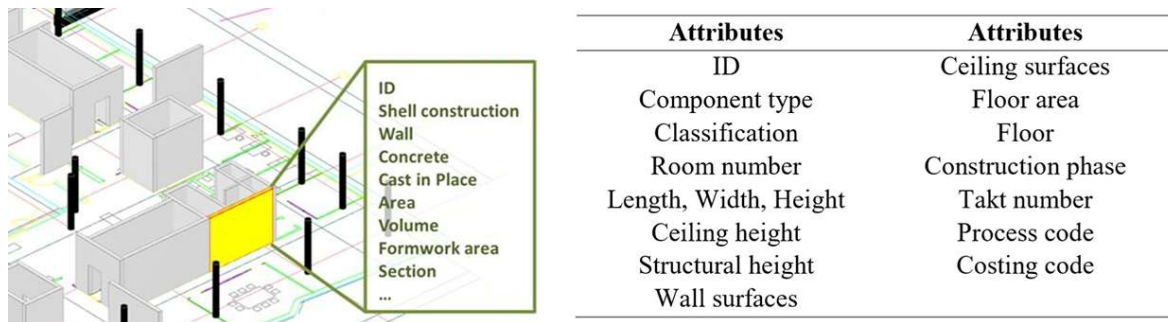 ID
Shell construction
Wall
Concrete
Cast in Place
Area
Volume
Formwork area
Section
...
Attributes Attributes
ID Ceiling surfaces
Component type Floor area
Classification Floor
Room number Construction phase
Length, Width, Height Takt number
Ceiling height Process code
Structural height Costing code
Wall surfaces